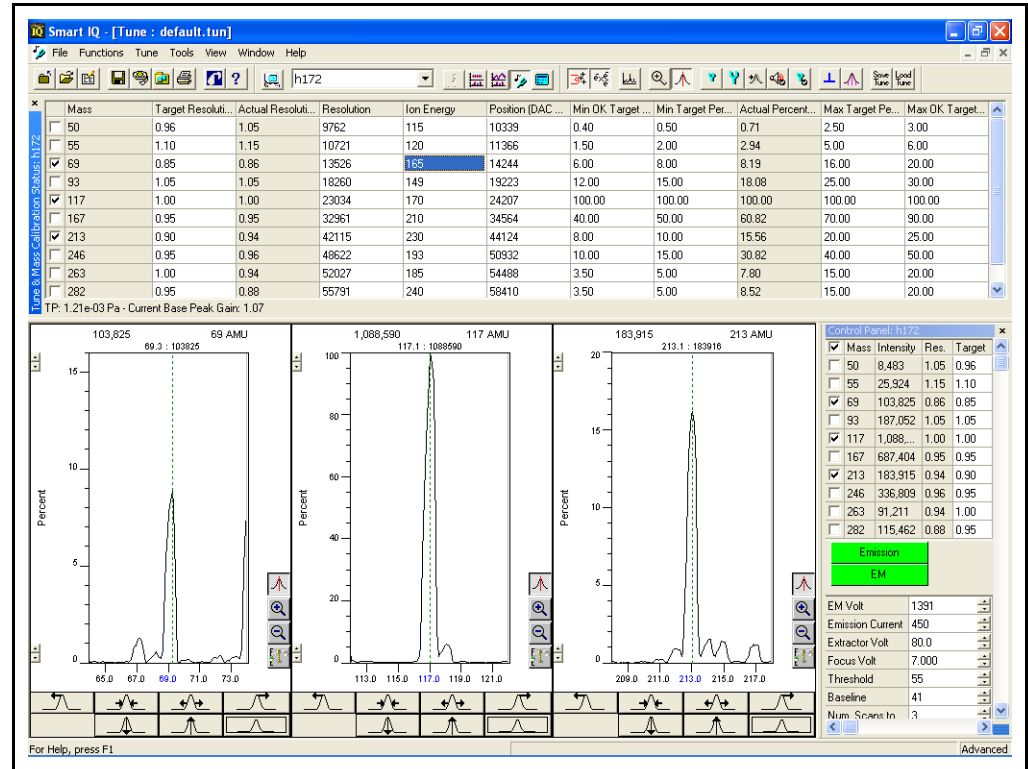 Smart IQ - [Tune : default.tun]
File Functions Tune Tools View Window Help
h172 Save Tune Load Tune
Tune & Mass Calibration Status: h172
Mass Target Resoluti... Actual Resoluti... Resolution Ion Energy Position (DAC ... Min OK Target ... Min Target Per... Actual Percent... Max Target Pe... Max OK Target...
50 0.96 1.05 9762 115 10339 0.40 0.50 0.71 2.50 3.00
55 1.10 1.15 10721 120 11366 1.50 2.00 2.94 5.00 6.00
69 0.85 0.86 13526 165 14244 6.00 8.00 8.19 16.00 20.00
93 1.05 1.05 18260 149 19223 12.00 15.00 18.08 25.00 30.00
117 1.00 1.00 23034 170 24207 100.00 100.00 100.00 100.00 100.00
167 0.95 0.95 32961 210 34564 40.00 50.00 60.82 70.00 90.00
213 0.90 0.94 42115 230 44124 8.00 10.00 15.56 20.00 25.00
246 0.95 0.96 48622 193 50932 10.00 15.00 30.82 40.00 50.00
263 1.00 0.94 52027 185 54488 3.50 5.00 7.80 15.00 20.00
282 0.95 0.88 55791 240 58410 3.50 5.00 8.52 15.00 20.00
TP: 1.21e-03 Pa - Current Base Peak Gain: 1.07
103,825 69 AMU
69.3 : 103825
15
10
5
0
Percent
65.0 67.0 69.0 71.0 73.0
1,088,590 117 AMU
117.1 : 1088590
100
80
60
40
20
0
Percent
113.0 115.0 117.0 119.0 121.0
183,915 213 AMU
213.1 : 183916
20
15
10
5
0
Percent
209.0 211.0 213.0 215.0 217.0
Control Panel: h172
Mass Intensity Res. Target
50 8,483 1.05 0.96
55 25,924 1.15 1.10
69 103,825 0.86 0.85
93 187,052 1.05 1.05
117 1,088,... 1.00 1.00
167 687,404 0.95 0.95
213 183,915 0.94 0.90
246 336,809 0.96 0.95
263 91,211 0.94 1.00
282 115,462 0.88 0.95
Emission
EM
EM Volt 1391
Emission Current 450
Extractor Volt 80.0
Focus Volt 7.000
Threshold 55
Baseline 41
Num. Scans to 3
For Help, press F1
Advanced